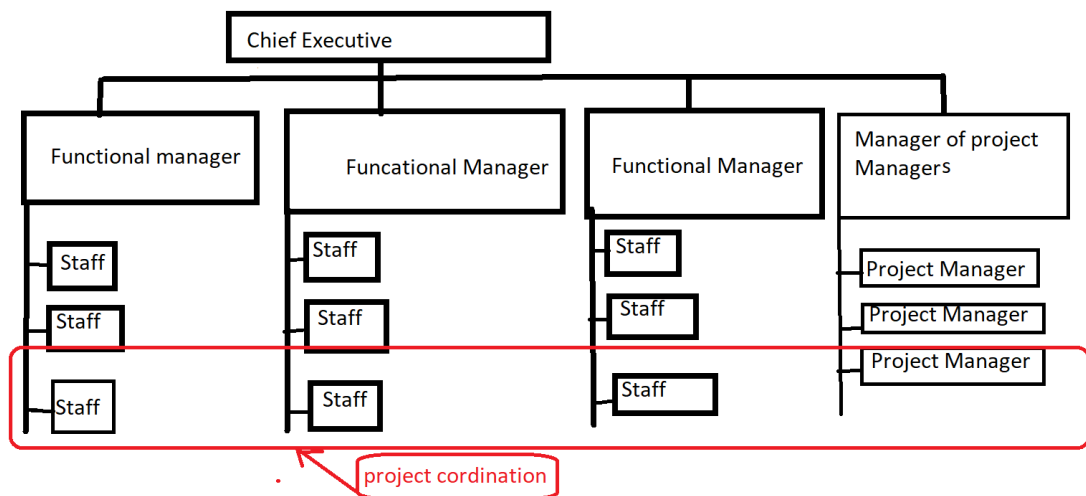 Chief Executive
Functional manager
Funcational Manager
Functional Manager
Manager of project
Managers
Staff
Staff
Staff
Project Manager
Staff
Staff
Staff
Project Manager
Staff
Staff
Staff
Project Manager
project cordination